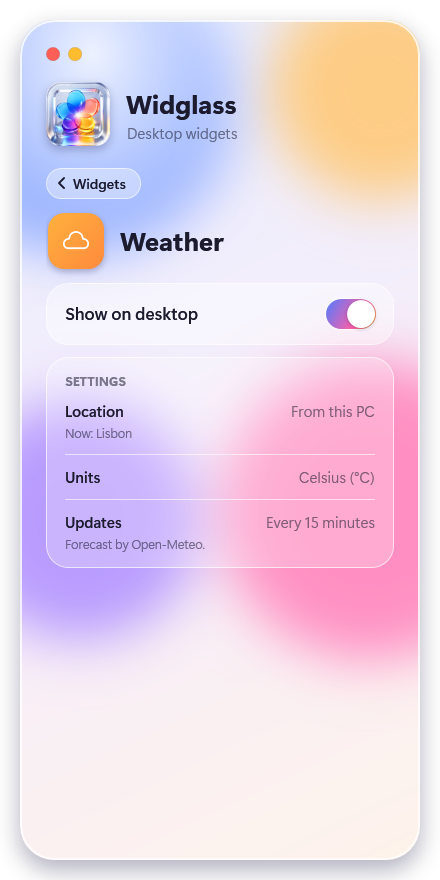 Widglass
Desktop widgets
Widgets
Weather
Show on desktop
SETTINGS
Location From this PC
Now: Lisbon
Units Celsius (°C)
Updates Every 15 minutes
Forecast by Open-Meteo.